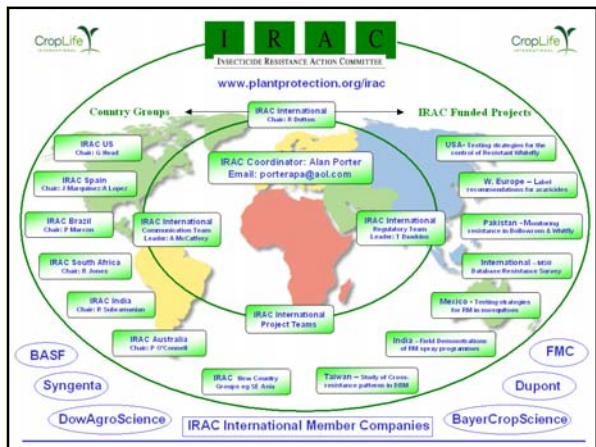 CropLife
INTERNATIONAL
I R A C
INSECTICIDE RESISTANCE ACTION COMMITTEE
CropLife
INTERNATIONAL
www.plantprotection.org/irac
Country Groups
IRAC International
Chair: R Dutton
IRAC Funded Projects
IRAC US
Chair: G Head
IRAC Spain
Chair: J Marquinez A Lopez
IRAC Brazil
Chair: P Marcon
IRAC South Africa
Chair: R Jones
IRAC India
Chair: R Subramanian
IRAC Australia
Chair: P O'Connell
IRAC New Country
Groups eg SE Asia
IRAC Coordinator: Alan Porter
Email: porterapa@aol.com
IRAC International
Communication Team
Leader: A McCaffery
IRAC International
Regulatory Team
Leader: T Dawkins
IRAC International
Project Teams
USA- Testing strategies for the
control of Resistant Whitefly
W. Europe – Label
recommendations for acaricides
Pakistan – Monitoring
resistance in Bollworm & Whitfly
International - MSU
Database Resistance Survey
Mexico - Testing strategies
for RM in mosquitoes
India - Field Demonstrations
of RM spray programmes
Taiwan – Study of Cross-
resistance patterns in DBM
BASF
Syngenta
DowAgroScience
IRAC International Member Companies
FMC
Dupont
BayerCropScience